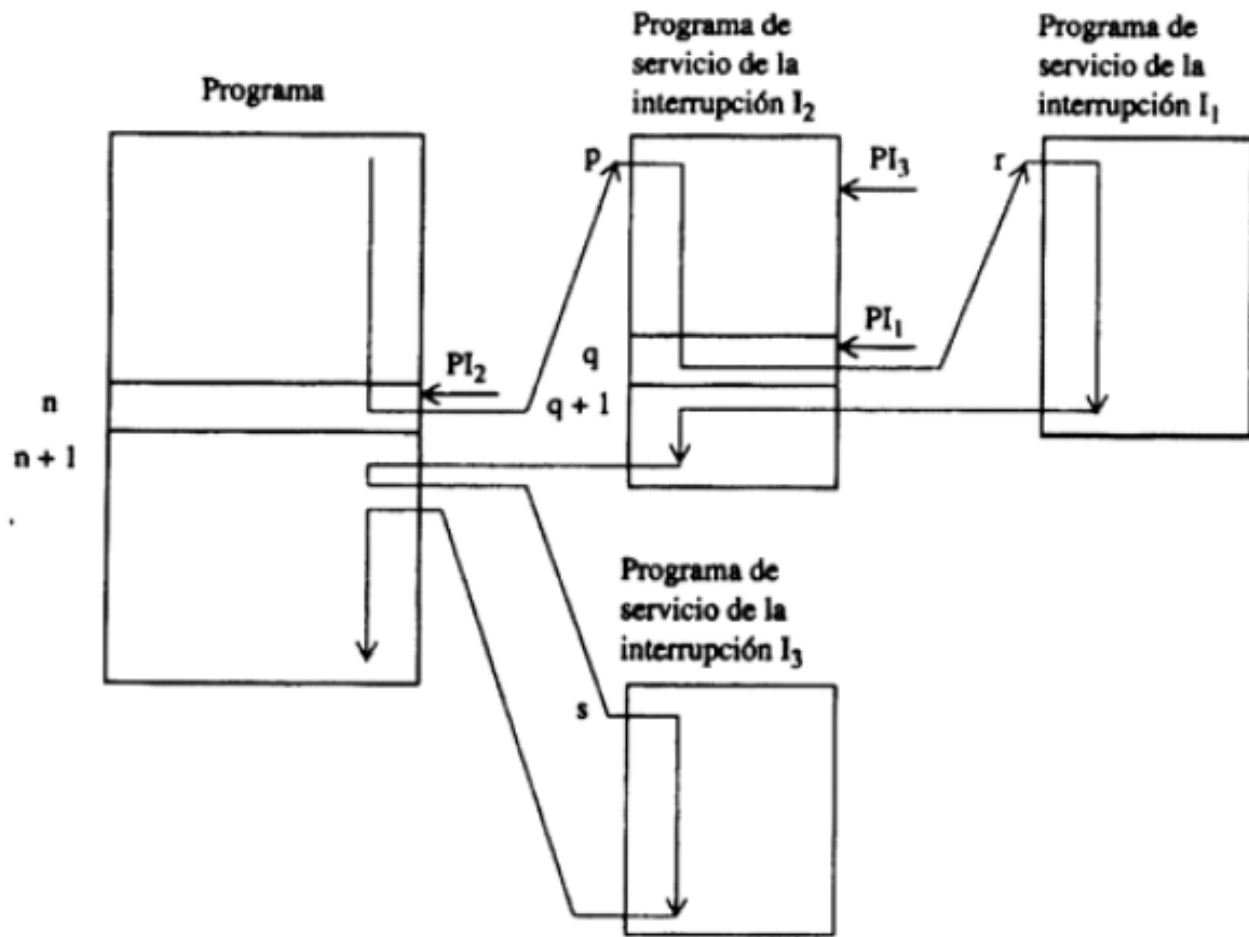 Programa
Programa de
servicio de la
interrupción I₂
Programa de
servicio de la
interrupción I₁
p
PI₃
r
PI₁
q
PI₂
n
q + 1
n + 1
Programa de
servicio de la
interrupción I₃
s